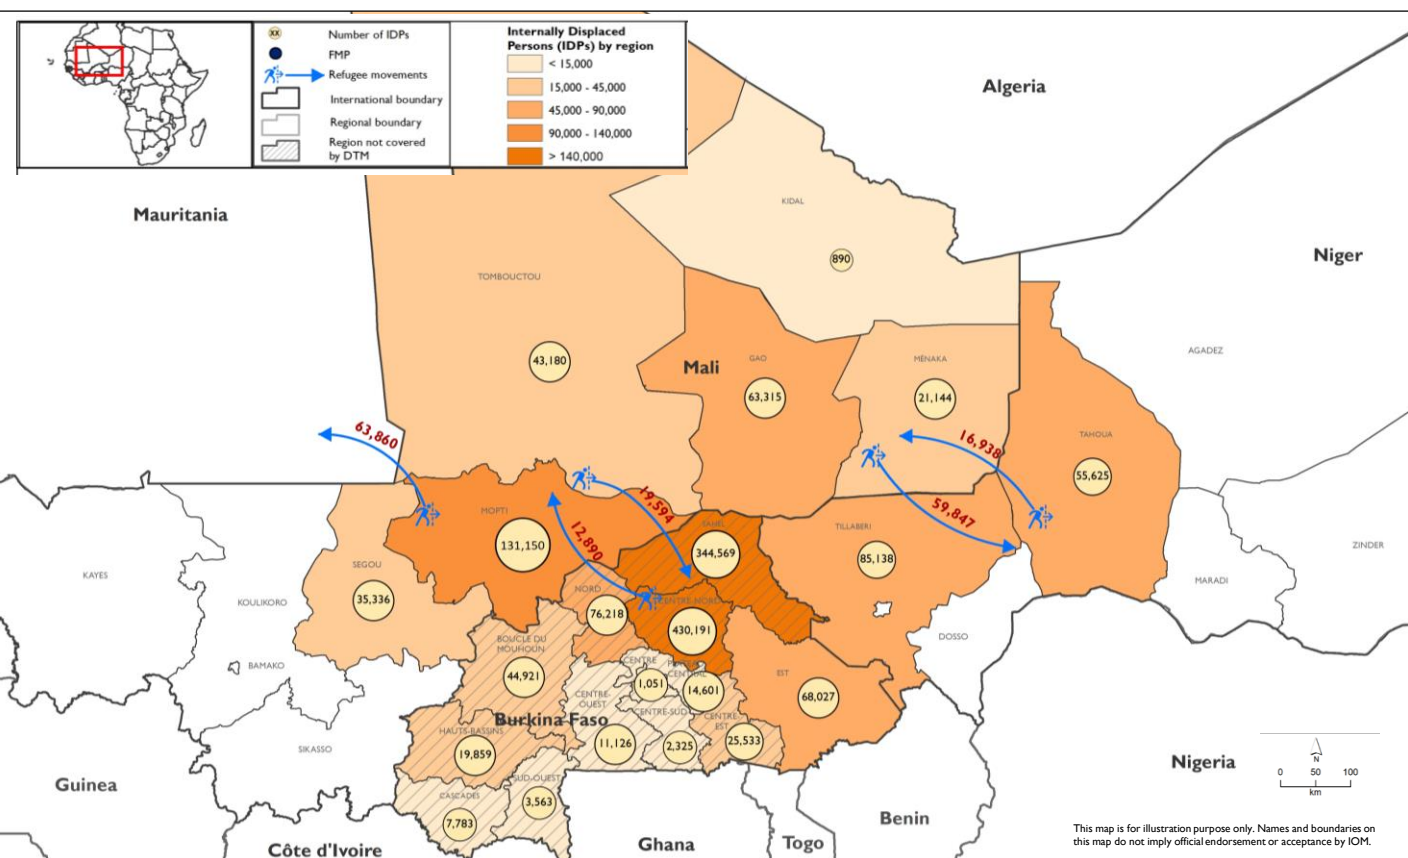 XX
Number of IDPs
FMP
Refugee movements
International boundary
Regional boundary
Region not covered
by DTM
Internally Displaced
Persons (IDPs) by region
< 15,000
15,000 - 45,000
45,000 - 90,000
90,000 - 140,000
> 140,000
Algeria
Mauritania
KIDAL
890
Niger
TOMBOUCTOU
43,180
Mali
GAO
63,315
MÉNAKA
21,144
AGADEZ
63,860
16,938
TAHOUA
55,625
19,594
59,847
MOPTI
131,150
12,890
SAHEL
344,569
TILLABERI
85,138
ZINDER
KAYES
SEGOU
35,336
MARADI
KOULIKORO
NORD
76,218
CENTRE-NORD
430,191
DOSSO
BAMAKO
BOUCLE DU
MOUHOUN
44,921
CENTRE
1,051
PLATEAU
CENTRAL
14,601
EST
68,027
CENTRE-
OUEST
11,126
CENTRE-SUD
2,325
CENTRE-
EST
25,533
Burkina Faso
HAUTS-BASSINS
19,859
SIKASSO
SUD-OUEST
3,563
CASCADES
7,783
Guinea
Nigeria
N
0 50 100
km
Benin
Côte d'Ivoire
Ghana
Togo
This map is for illustration purpose only. Names and boundaries on
this map do not imply official endorsement or acceptance by IOM.